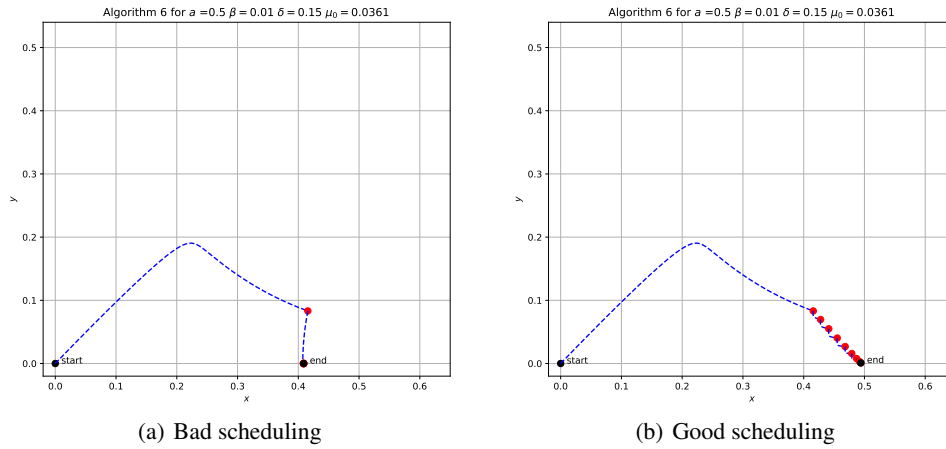 Algorithm 6 for a =0.5 β = 0.01 δ = 0.15 μ₀ = 0.0361
0.5
0.4
0.3
y
0.2
0.1
0.0
start
end
0.0 0.1 0.2 0.3 0.4 0.5 0.6
x
(a) Bad scheduling
Algorithm 6 for a =0.5 β = 0.01 δ = 0.15 μ₀ = 0.0361
0.5
0.4
0.3
y
0.2
0.1
0.0
start
end
0.0 0.1 0.2 0.3 0.4 0.5 0.6
x
(b) Good scheduling